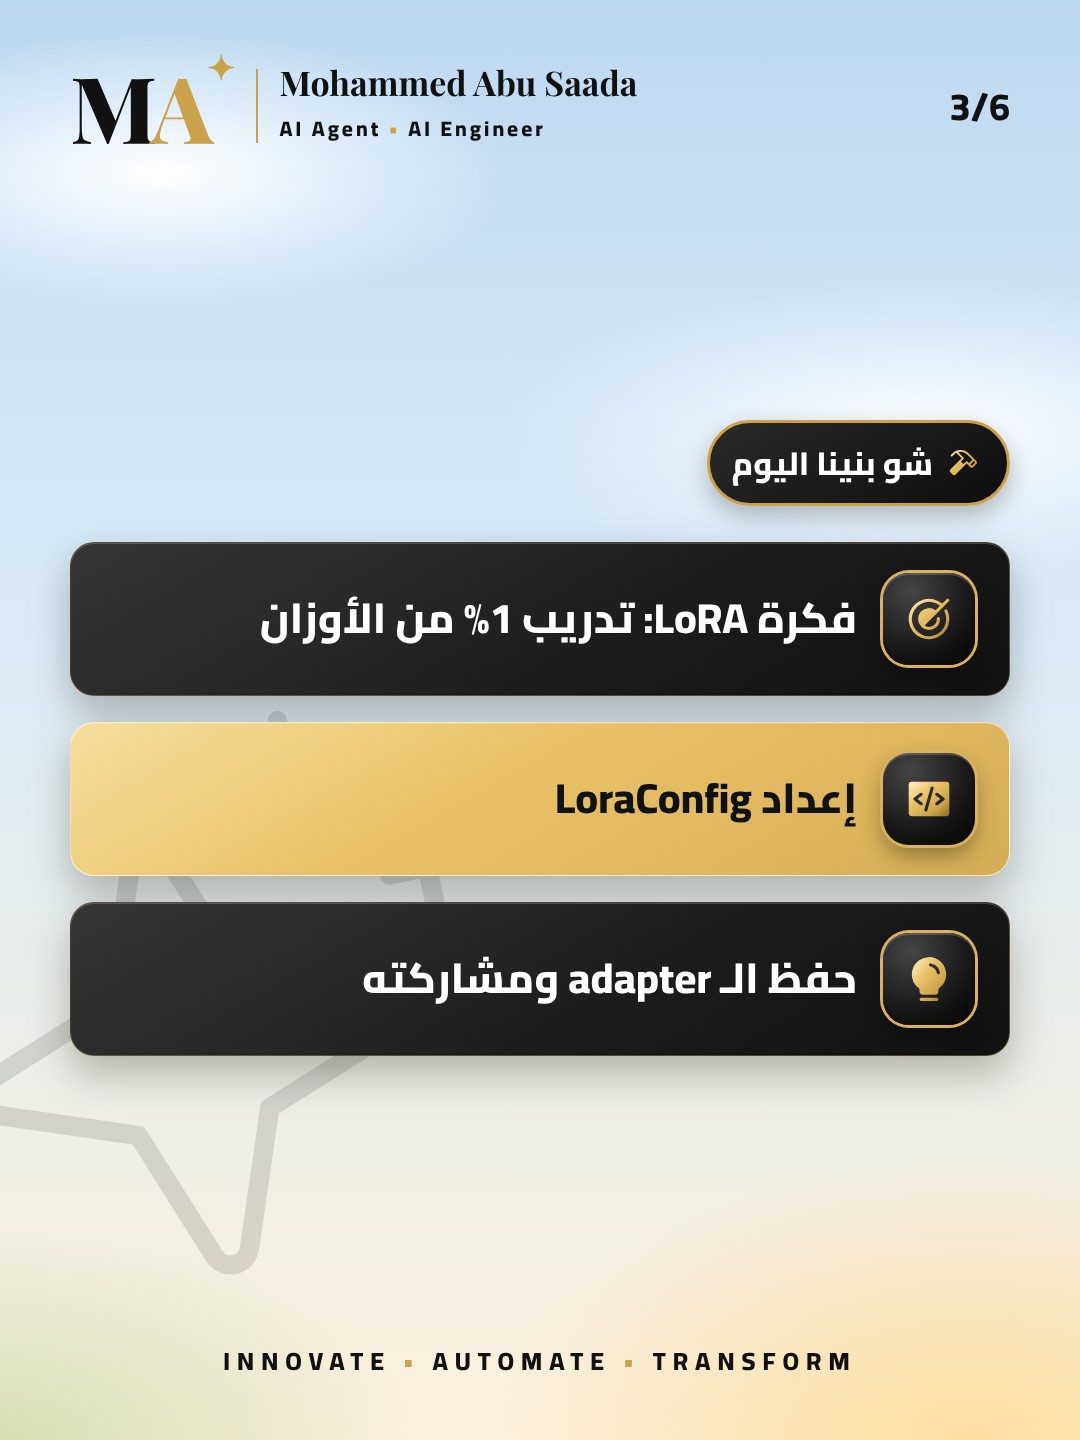 MA
Mohammed Abu Saada
AI Agent ▪ AI Engineer
3/6
شو بنينا اليوم
فكرة LoRA: تدريب 1% من الأوزان
إعداد LoraConfig
حفظ الـ adapter ومشاركته
INNOVATE ▪ AUTOMATE ▪ TRANSFORM